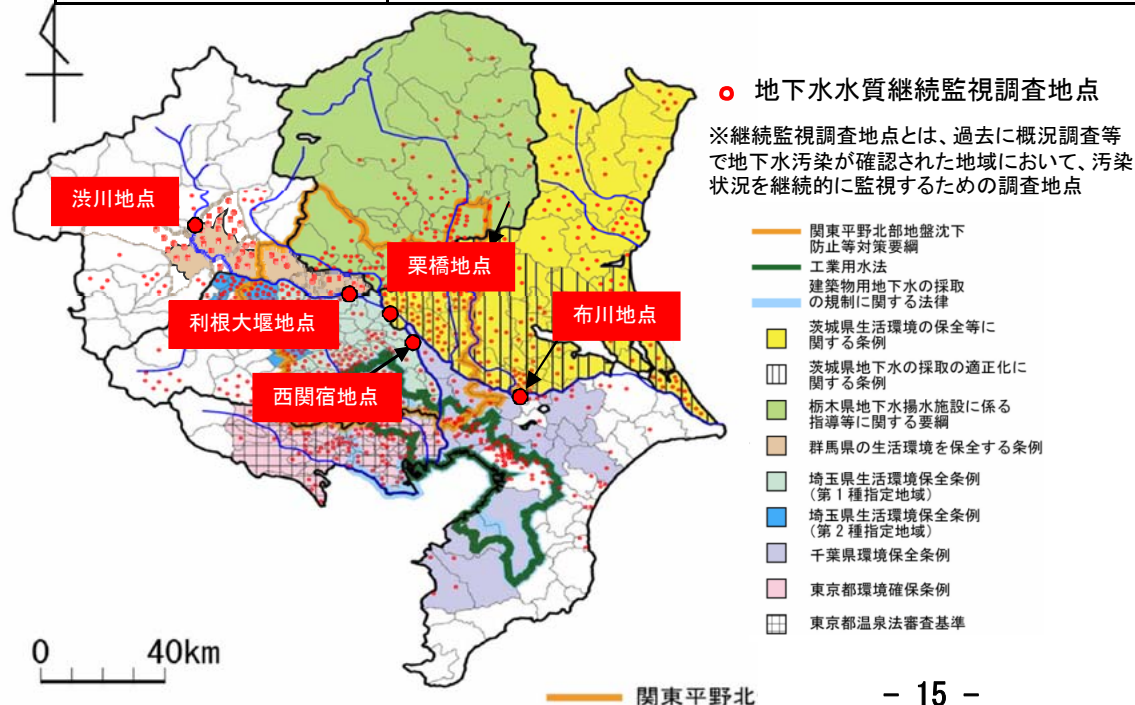 地下水水質継続監視調査地点
※継続監視調査地点とは、過去に概況調査等
で地下水汚染が確認された地域において、汚染
状況を継続的に監視するための調査地点
渋川地点
栗橋地点
利根大堰地点
布川地点
西関宿地点
関東平野北部地盤沈下
防止等対策要綱
工業用水法
建築物用地下水の採取
の規制に関する法律
茨城県生活環境の保全等に
関する条例
茨城県地下水の採取の適正化に
関する条例
栃木県地下水揚水施設に係る
指導等に関する要綱
群馬県の生活環境を保全する条例
埼玉県生活環境保全条例
(第1種指定地域)
埼玉県生活環境保全条例
(第2種指定地域)
千葉県環境保全条例
東京都環境確保条例
東京都温泉法審査基準
0 40km
関東平野北
- 15 -